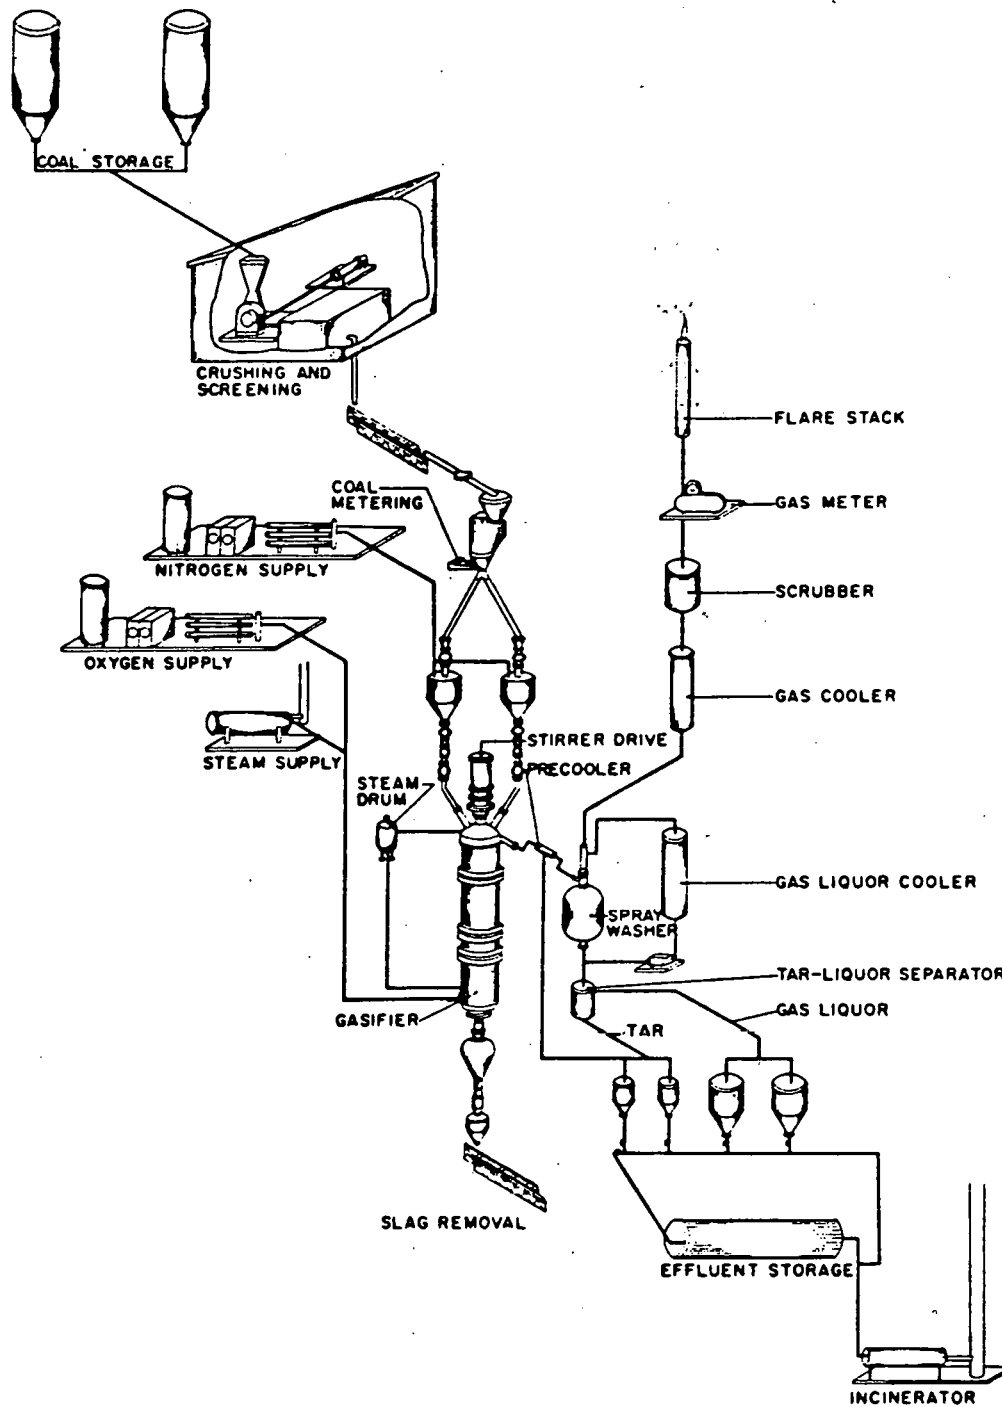 COAL STORAGE
CRUSHING AND
SCREENING
FLARE STACK
COAL
METERING
GAS METER
NITROGEN SUPPLY
SCRUBBER
OXYGEN SUPPLY
GAS COOLER
STIRRER DRIVE
STEAM SUPPLY
PRECOOLER
STEAM
DRUM
GAS LIQUOR COOLER
SPRAY
WASHER
TAR-LIQUOR SEPARATOR
GAS LIQUOR
GASIFIER
TAR
SLAG REMOVAL
EFFLUENT STORAGE
INCINERATOR